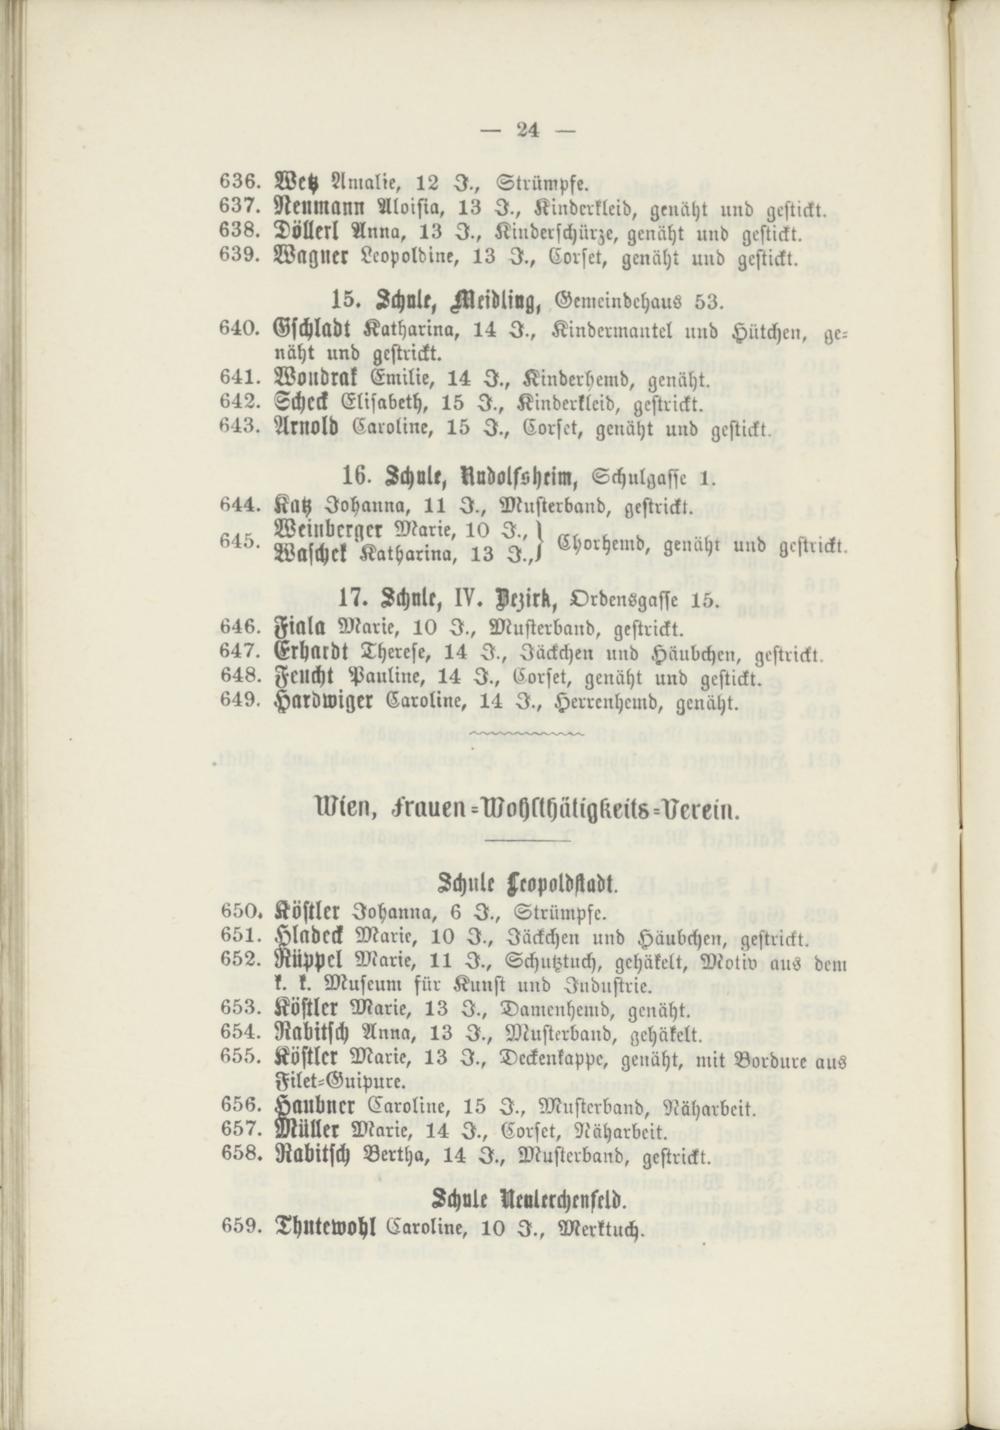 — 24 —
636. Wetz Amalie, 12 J., Strümpfe.
637. Neumann Aloisia, 13 J., Kinderkleid, genäht und gestickt.
638. Döllerl Anna, 13 J., Kinderschürze, genäht und gestickt.
639. Wagner Leopoldine, 13 J., Corset, genäht und gestickt.
15. Schule, Meidling, Gemeindehaus 53.
640. Gschladt Katharina, 14 J., Kindermantel und Hütchen, ge-
näht und gestrickt.
641. Wondrak Emilie, 14 J., Kinderhemd, genäht.
642. Scheck Elisabeth, 15 J., Kinderkleid, gestrickt.
643. Arnold Caroline, 15 J., Corset, genäht und gestickt.
16. Schule, Rudolfsheim, Schulgasse 1.
644. Katz Johanna, 11 J., Musterband, gestrickt.
645. Weinberger Marie, 10 J.,
Waschek Katharina, 13 J., } Chorhemd, genäht und gestrickt.
17. Schule, IV. Bezirk, Ordensgasse 15.
646. Fiala Marie, 10 J., Musterband, gestrickt.
647. Erhardt Therese, 14 J., Jäckchen und Häubchen, gestrickt.
648. Feucht Pauline, 14 J., Corset, genäht und gestickt.
649. Hardwiger Caroline, 14 J., Herrenhemd, genäht.
Wien, Frauen-Wohlthätigkeits-Verein.
Schule Leopoldstadt.
650. Köstler Johanna, 6 J., Strümpfe.
651. Hladeck Marie, 10 J., Jäckchen und Häubchen, gestrickt.
652. Rüppel Marie, 11 J., Schutztuch, gehäkelt, Motiv aus dem
k. k. Museum für Kunst und Industrie.
653. Köstler Marie, 13 J., Damenhemd, genäht.
654. Rabitsch Anna, 13 J., Musterband, gehäkelt.
655. Köstler Marie, 13 J., Deckenkappe, genäht, mit Bordure aus
Filet-Guipure.
656. Haubner Caroline, 15 J., Musterband, Näharbeit.
657. Müller Marie, 14 J., Corset, Näharbeit.
658. Rabitsch Bertha, 14 J., Musterband, gestrickt.
Schule Neulerchenfeld.
659. Thutewohl Caroline, 10 J., Merktuch.